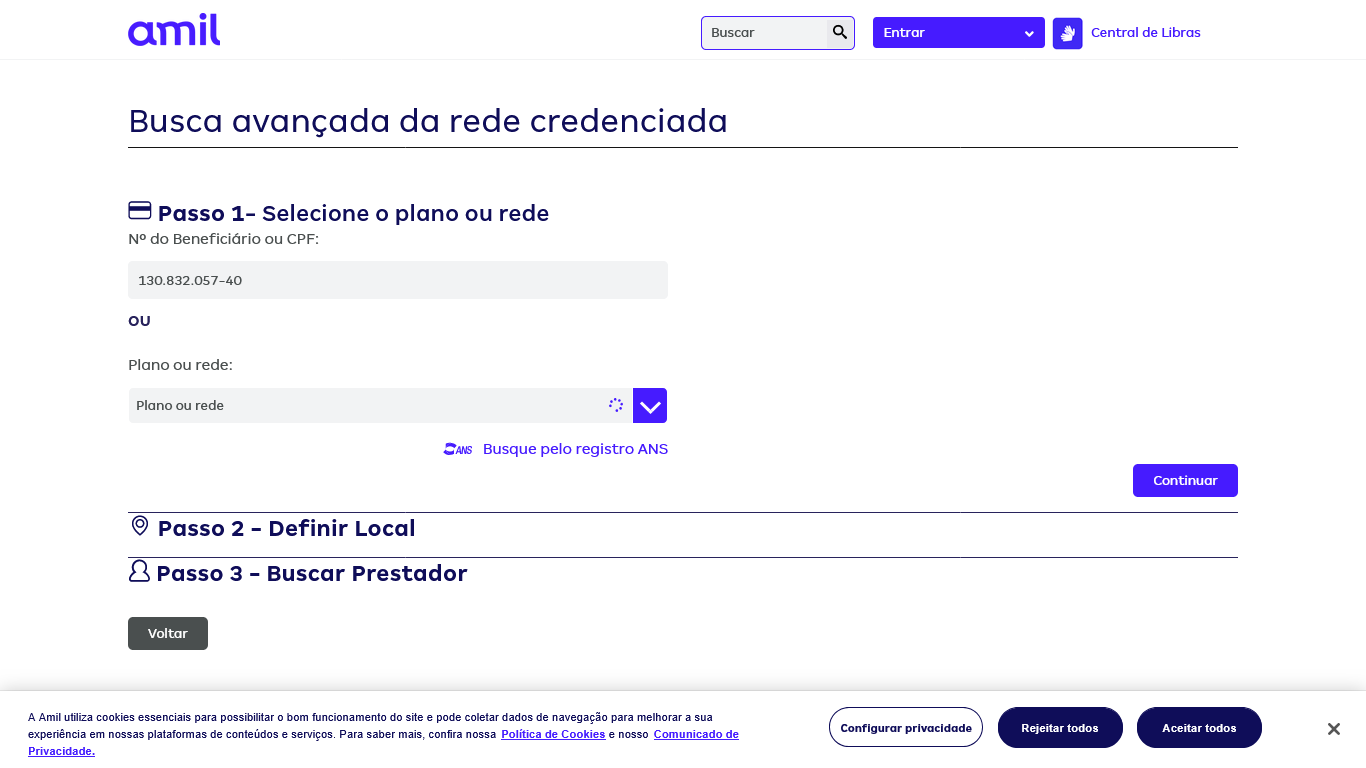 amil
Buscar
Entrar
Central de Libras
Busca avançada da rede credenciada
Passo 1- Selecione o plano ou rede
Nº do Beneficiário ou CPF:
130.832.057-40
OU
Plano ou rede:
Plano ou rede
ANS Busque pelo registro ANS
Continuar
Passo 2 - Definir Local
Passo 3 - Buscar Prestador
Voltar
A Amil utiliza cookies essenciais para possibilitar o bom funcionamento do site e pode coletar dados de navegação para melhorar a sua
experiência em nossas plataformas de conteúdos e serviços. Para saber mais, confira nossa Política de Cookies e nosso Comunicado de
Privacidade.
Configurar privacidade
Rejeitar todos
Aceitar todos